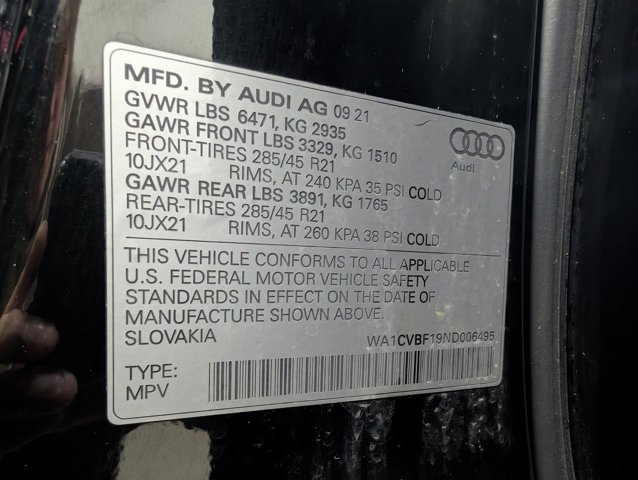 MFD. BY AUDI AG 09 21
GVWR LBS 6471, KG 2935
GAWR FRONT LBS 3329, KG 1510
FRONT-TIRES 285/45 R21
10JX21 RIMS, AT 240 KPA 35 PSI COLD
GAWR REAR LBS 3891, KG 1765
REAR-TIRES 285/45 R21
10JX21 RIMS, AT 260 KPA 38 PSI COLD
Audi
THIS VEHICLE CONFORMS TO ALL APPLICABLE
U.S. FEDERAL MOTOR VEHICLE SAFETY
STANDARDS IN EFFECT ON THE DATE OF
MANUFACTURE SHOWN ABOVE.
SLOVAKIA WA1CVBF19ND006495
TYPE:
MPV